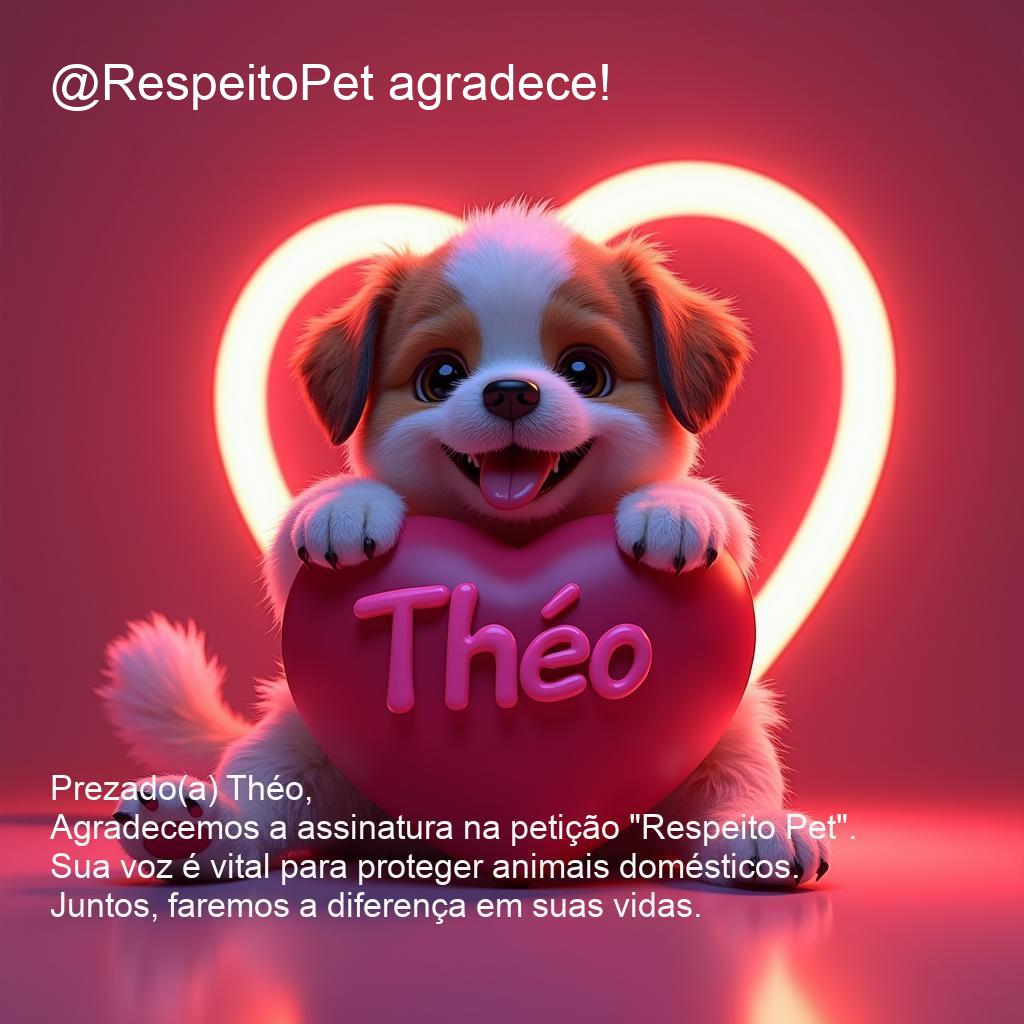 @RespeitoPet agradece!
Théo
Prezado(a) Théo,
Agradecemos a assinatura na petição "Respeito Pet".
Sua voz é vital para proteger animais domésticos.
Juntos, faremos a diferença em suas vidas.